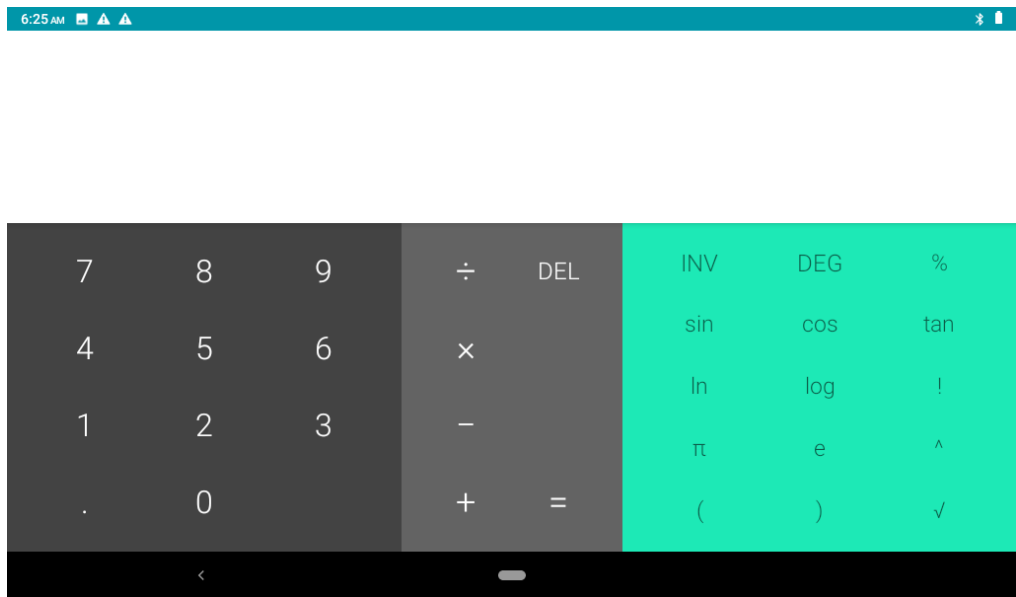 6:25 AM
7 8 9 ÷ DEL INV DEG %
4 5 6 × sin cos tan
1 2 3 − ln log !
. 0 + = π e ^
( ) √